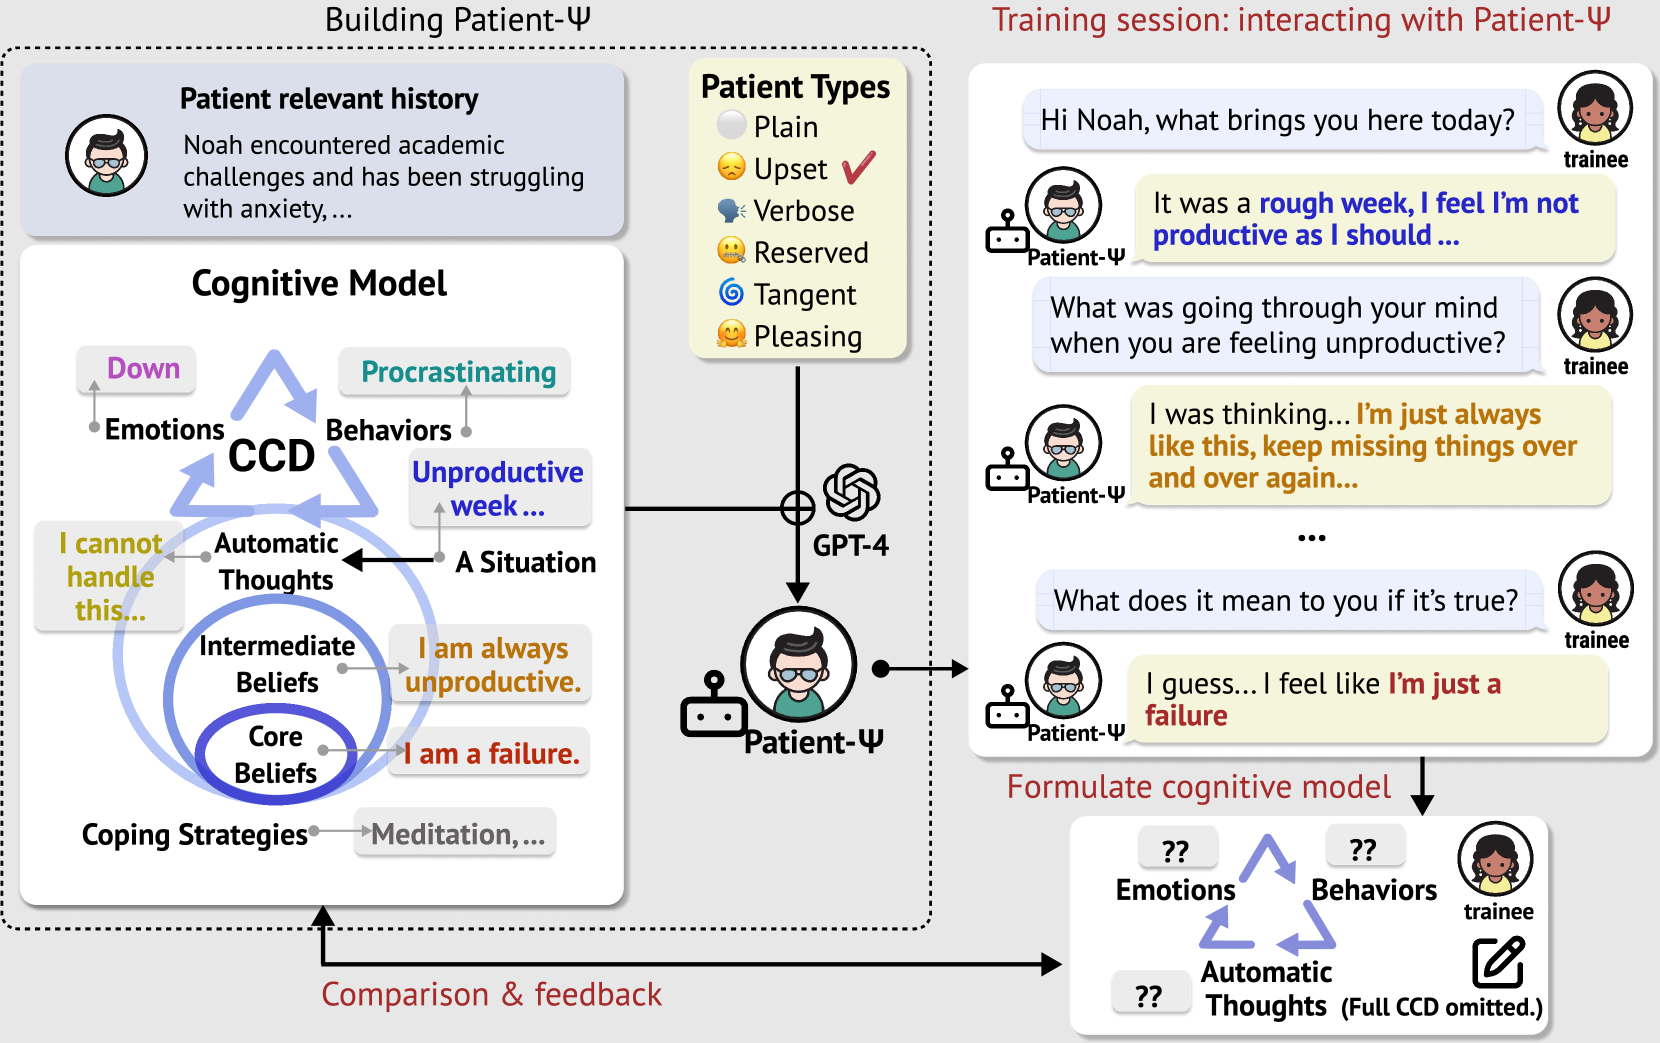 Building Patient-Ψ
Patient relevant history
Noah encountered academic
challenges and has been struggling
with anxiety, ...
Cognitive Model
Down
Procrastinating
Emotions
Behaviors
CCD
Unproductive
week ...
I cannot
handle
this...
Automatic
Thoughts
A Situation
Intermediate
Beliefs
I am always
unproductive.
Core
Beliefs
I am a failure.
Coping Strategies
Meditation, ...
Patient Types
Plain
Upset
Verbose
Reserved
Tangent
Pleasing
GPT-4
Patient-Ψ
Training session: interacting with Patient-Ψ
Hi Noah, what brings you here today?
trainee
It was a rough week, I feel I'm not
productive as I should ...
Patient-Ψ
What was going through your mind
when you are feeling unproductive?
trainee
I was thinking... I'm just always
like this, keep missing things over
and over again...
Patient-Ψ
...
What does it mean to you if it's true?
trainee
I guess... I feel like I'm just a
failure
Patient-Ψ
Formulate cognitive model
??
??
Emotions
Behaviors
trainee
??
Automatic
Thoughts
(Full CCD omitted.)
Comparison & feedback